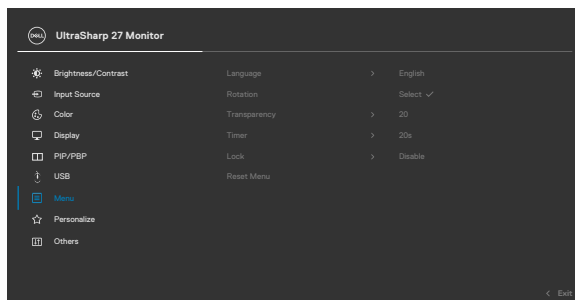 DELL UltraSharp 27 Monitor
Brightness/Contrast Language > English
Input Source Rotation Select ✓
Color Transparency > 20
Display Timer > 20s
PIP/PBP Lock > Disable
USB Reset Menu
Menu
Personalize
Others
< Exit